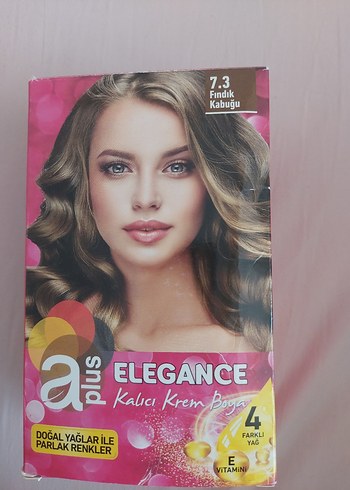 7.3
Fındık
Kabuğu
a
plus
ELEGANCE
Kalıcı Krem Boya
DOĞAL YAĞLAR İLE
PARLAK RENKLER
4
FARKLI
YAĞ
E
VİTAMİNİ